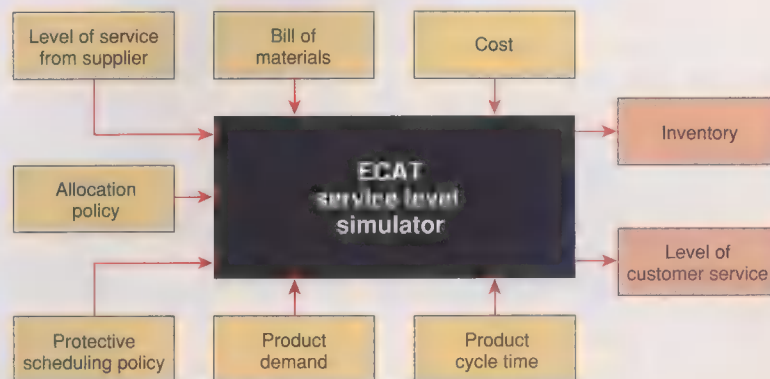 Level of service
from supplier
Bill of
materials
Cost
Inventory
Allocation
policy
ECAT
service level
simulator
Level of
customer service
Protective
scheduling policy
Product
demand
Product
cycle time